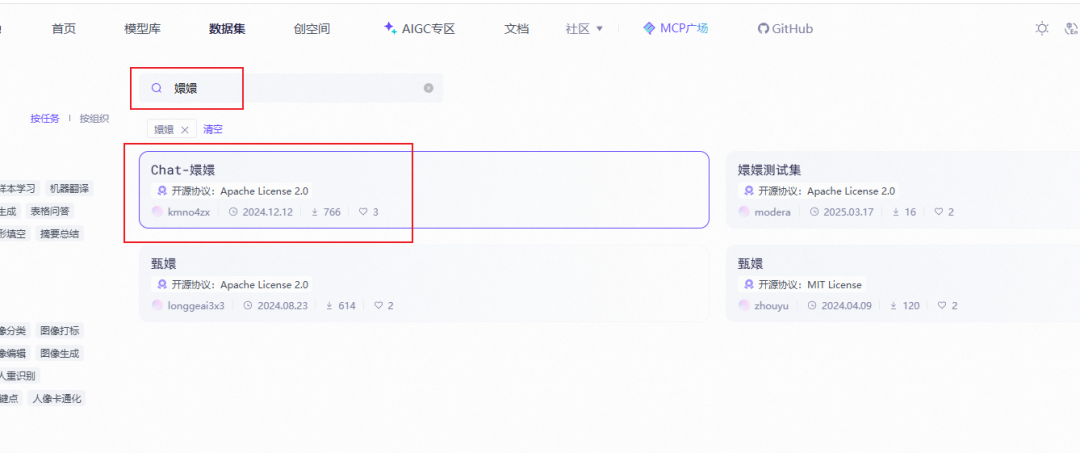 首页 模型库 数据集 创空间 AIGC专区 文档 社区 MCP广场 GitHub
嬛嬛
按任务 按组织
嬛嬛 清空
Chat-嬛嬛
开源协议：Apache License 2.0
kmno4zx 2024.12.12 766 3
嬛嬛测试集
开源协议：Apache License 2.0
modera 2025.03.17 16 2
样本学习 机器翻译
生成 表格问答
形填空 摘要总结
甄嬛
开源协议：Apache License 2.0
longgeai3x3 2024.08.23 614 2
甄嬛
开源协议：MIT License
zhouyu 2024.04.09 120 2
像分类 图像打标
像编辑 图像生成
人重识别
键点 人像卡通化